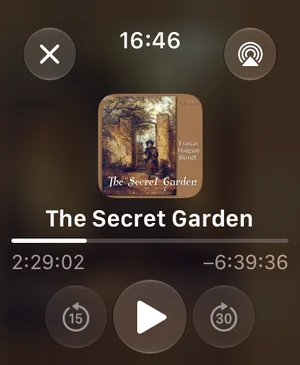 16:46
Frances
Hodgson
Burnett
The Secret Garden
The Secret Garden
2:29:02
–6:39:36
15
30